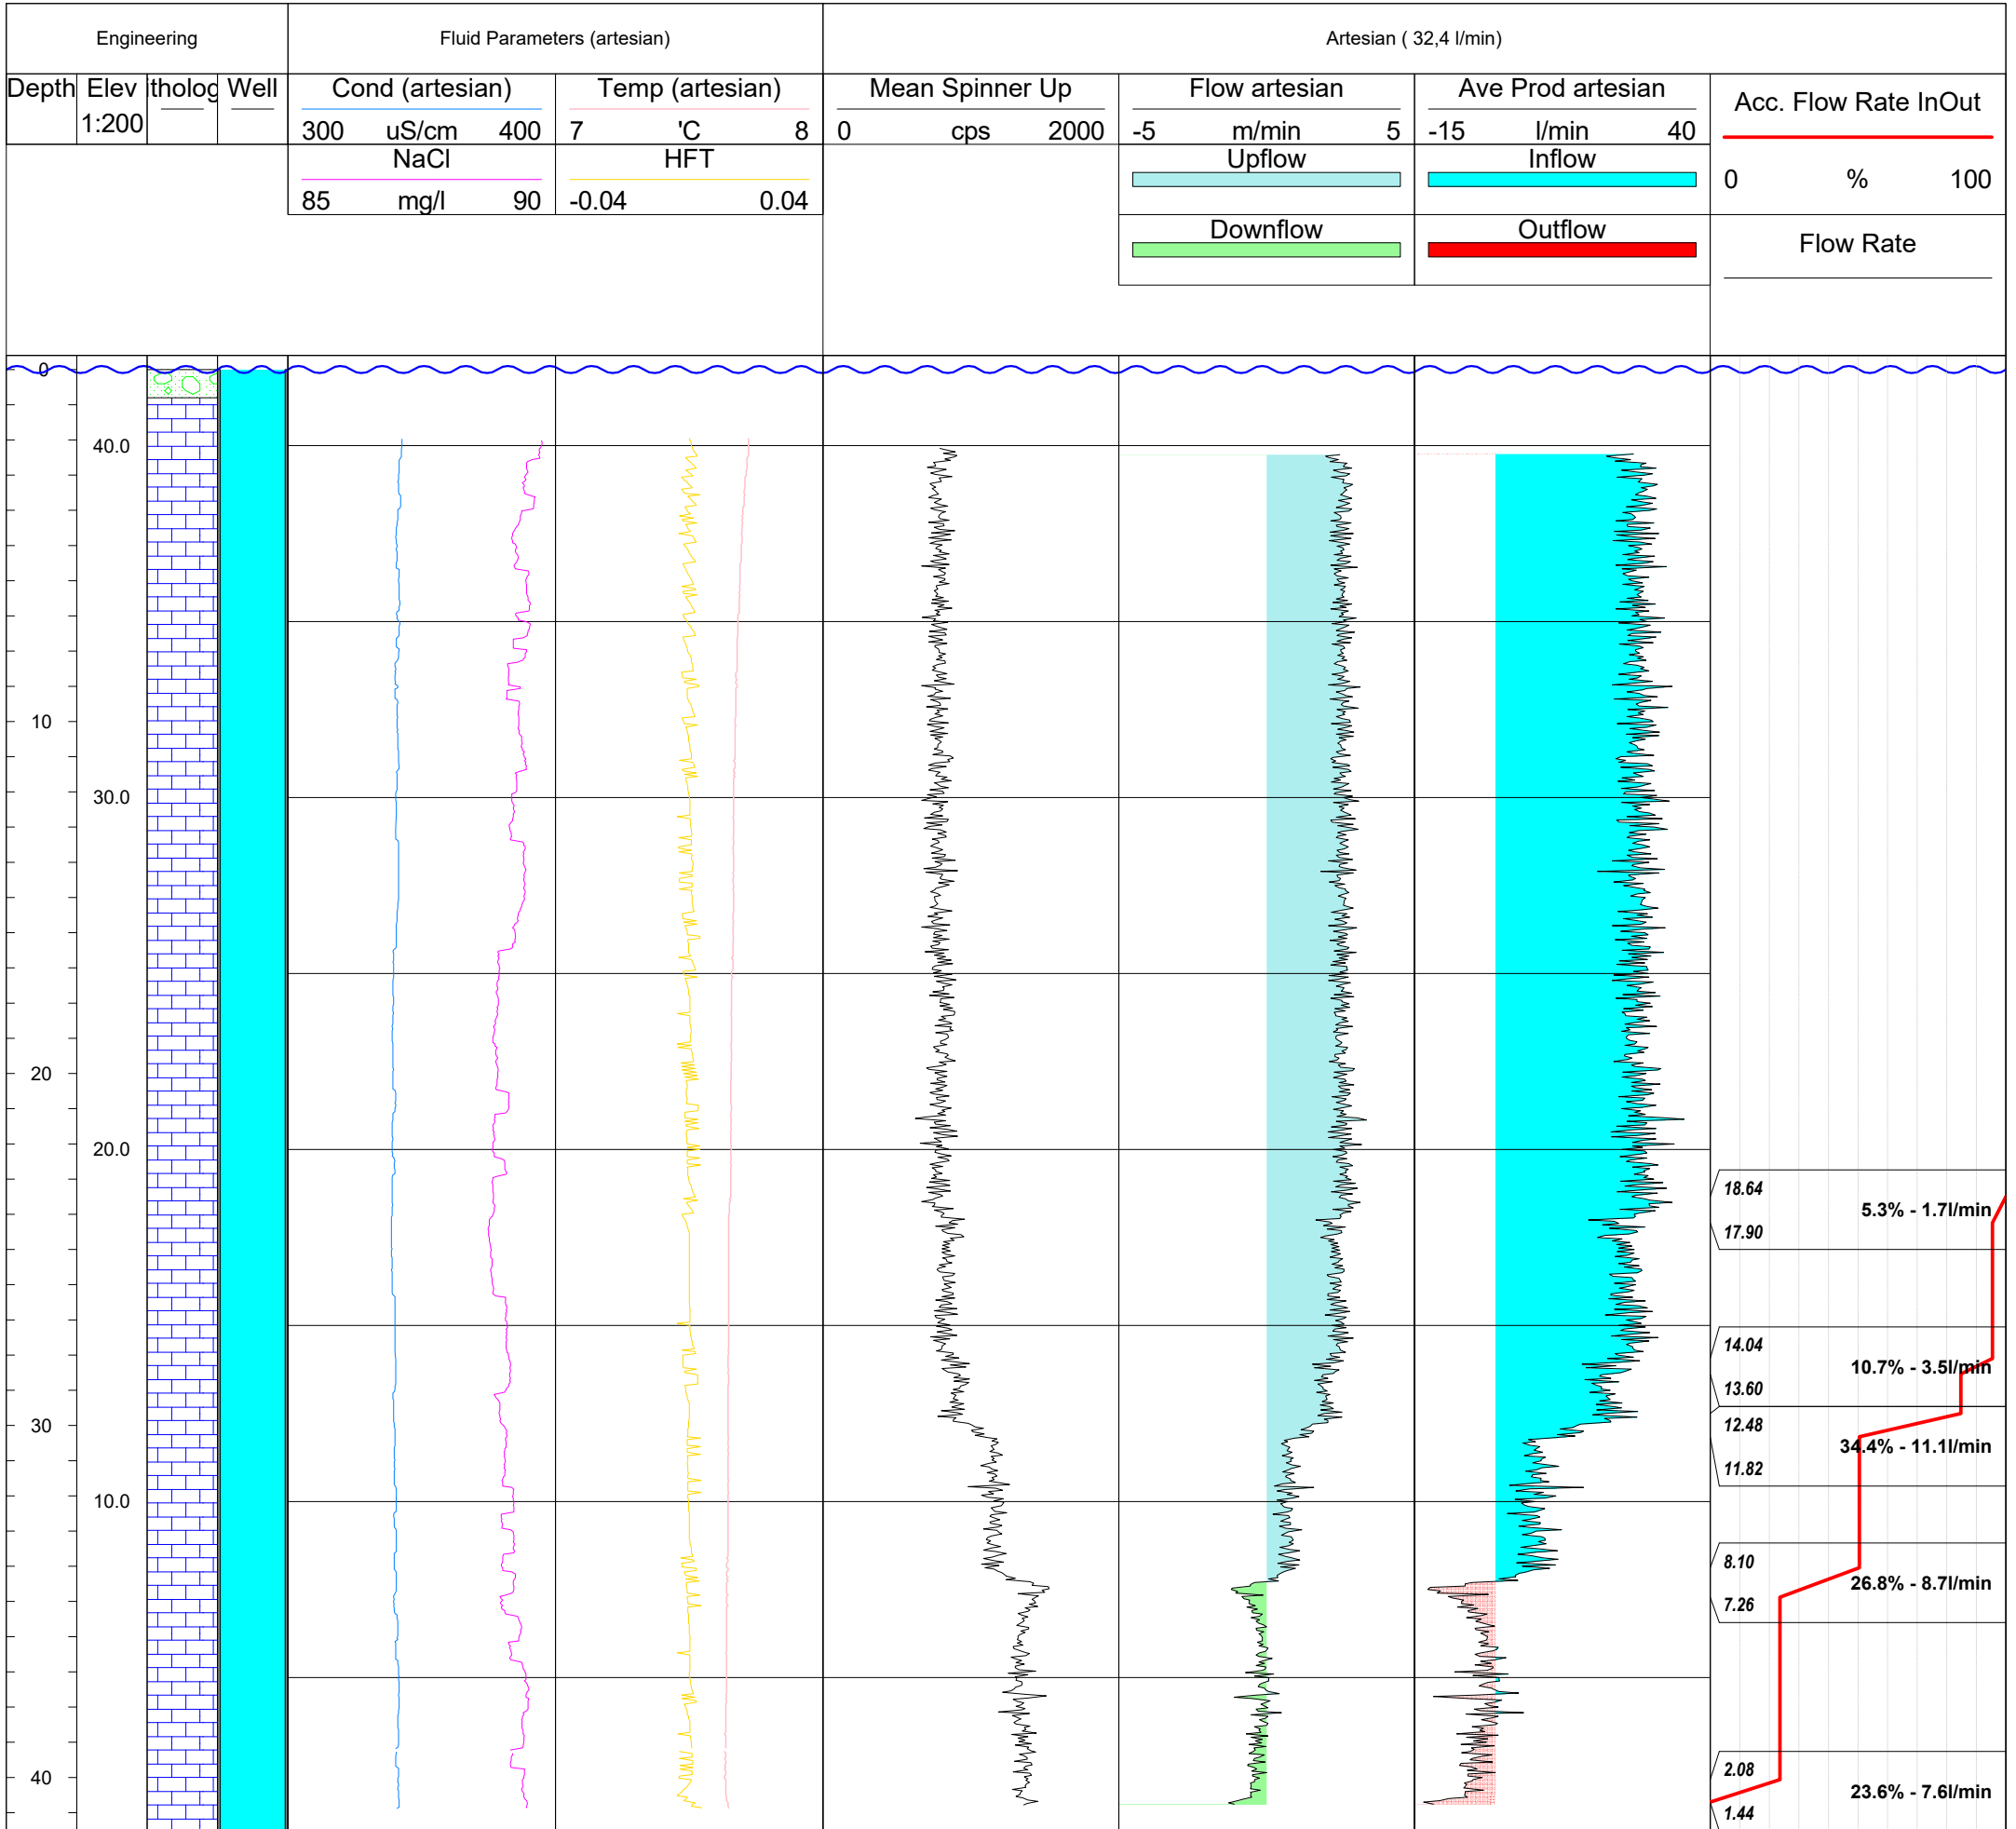 Engineering
Fluid Parameters (artesian)
Artesian ( 32,4 l/min)
Depth
Elev
1:200
tholog
Well
Cond (artesian)
300 uS/cm 400
NaCl
85 mg/l 90
Temp (artesian)
7 'C 8
HFT
-0.04 0.04
Mean Spinner Up
0 cps 2000
Flow artesian
-5 m/min 5
Upflow
Downflow
Ave Prod artesian
-15 l/min 40
Inflow
Outflow
Acc. Flow Rate InOut
0 % 100
Flow Rate
0
40.0
10
30.0
20
20.0
18.64
5.3% - 1.7l/min
17.90
14.04
10.7% - 3.5l/min
13.60
30
12.48
34.4% - 11.1l/min
11.82
10.0
8.10
26.8% - 8.7l/min
7.26
40
2.08
23.6% - 7.6l/min
1.44